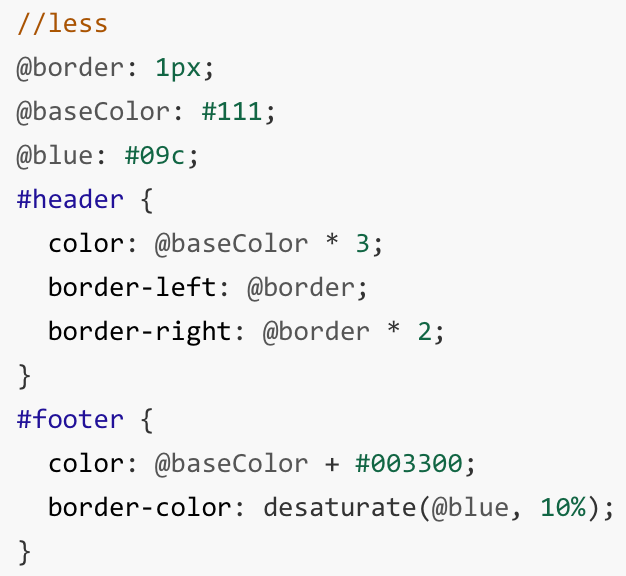 //less
@border: 1px;
@baseColor: #111;
@blue: #09c;
#header {
  color: @baseColor * 3;
  border-left: @border;
  border-right: @border * 2;
}
#footer {
  color: @baseColor + #003300;
  border-color: desaturate(@blue, 10%);
}